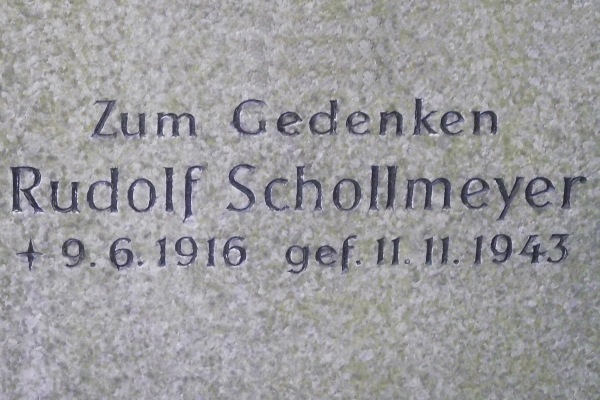 Zum Gedenken
Rudolf Schollmeyer
✦ 9.6.1916 gef. 11.11.1943